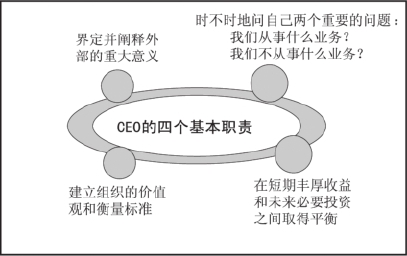 界定并阐释外
部的重大意义
时不时地问自己两个重要的问题：
我们从事什么业务？
我们不从事什么业务？
CEO的四个基本职责
建立组织的价值
观和衡量标准
在短期丰厚收益
和未来必要投资
之间取得平衡